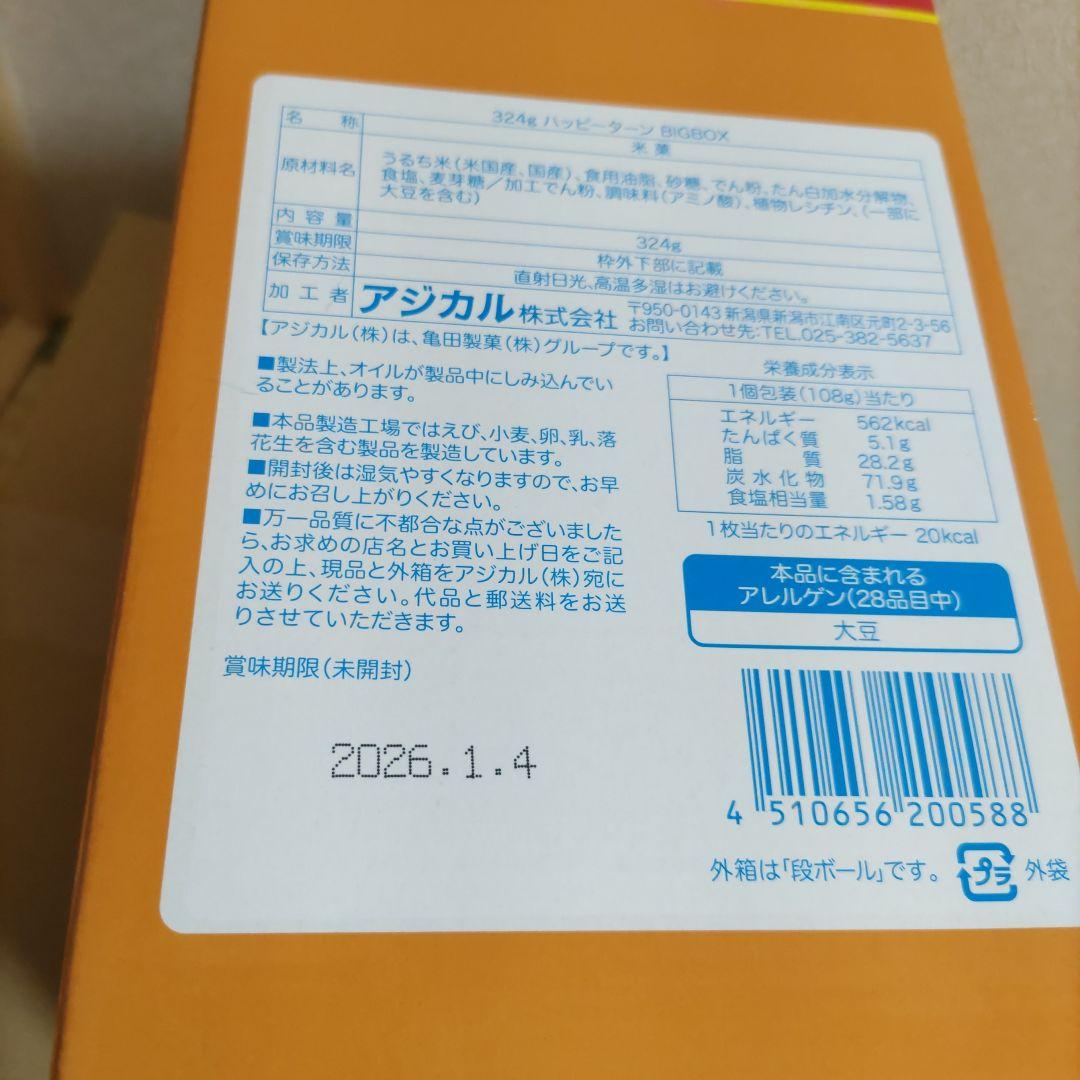 324g ハッピーターン BIGBOX
名称 米菓
原材料名 うるち米(米国産、国産)、食用油脂、砂糖、でん粉、たん白加水分解物、
食塩、麦芽糖/加工でん粉、調味料(アミノ酸)、植物レシチン、(一部に
大豆を含む)
内容量 324g
賞味期限 枠外下部に記載
保存方法 直射日光、高温多湿はお避けください。
加工者 アジカル株式会社 〒950-0143 新潟県新潟市江南区元町2-3-56
お問い合わせ先:TEL.025-382-5637
【アジカル(株)は、亀田製菓(株)グループです。】
■製法上、オイルが製品中にしみ込んでい
ることがあります。
■本品製造工場ではえび、小麦、卵、乳、落
花生を含む製品を製造しています。
■開封後は湿気やすくなりますので、お早
めにお召し上がりください。
■万一品質に不都合な点がございました
ら、お求めの店名とお買い上げ日をご記
入の上、現品と外箱をアジカル(株)宛に
お送りください。代品と郵送料をお送
りさせていただきます。
栄養成分表示
1個包装(108g)当たり
エネルギー 562kcal
たんぱく質 5.1g
脂質 28.2g
炭水化物 71.9g
食塩相当量 1.58g
1枚当たりのエネルギー 20kcal
本品に含まれる
アレルゲン(28品目中)
大豆
賞味期限(未開封)
2026.1.4
4 510656 200588
外箱は「段ボール」です。 プラ 外袋